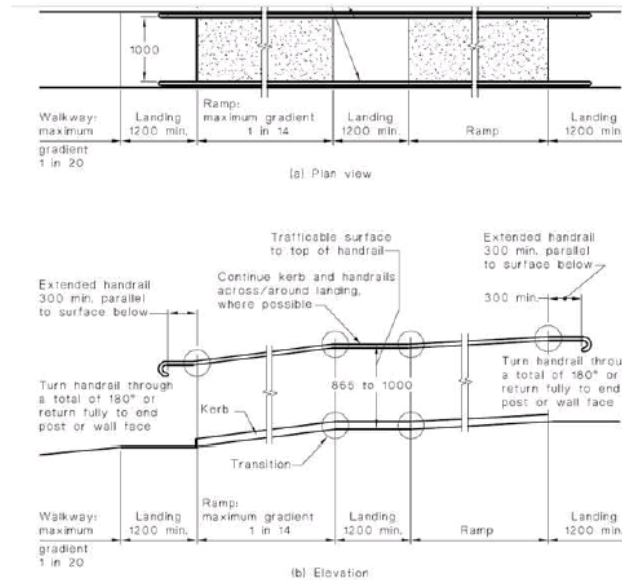 1000
Walkway:
maximum
gradient
1 in 20
Landing
1200 min.
Ramp:
maximum gradient
1 in 14
Landing
1200 min.
Ramp
Landing
1200 min.
(a) Plan view
Trafficable surface
to top of handrail
Continue kerb and handrails
across/around landing,
where possible
Extended handrail
300 min. parallel
to surface below
Extended handrail
300 min. parallel
to surface below
300 min.
Turn handrail through
a total of 180° or
return fully to end
post or wall face
865 to 1000
Turn handrail throu
a total of 180° or
return fully to end
post or wall face
Kerb
Transition
Walkway:
maximum
gradient
1 in 20
Landing
1200 min.
Ramp:
maximum gradient
1 in 14
Landing
1200 min.
Ramp
Landing
1200 min.
(b) Elevation